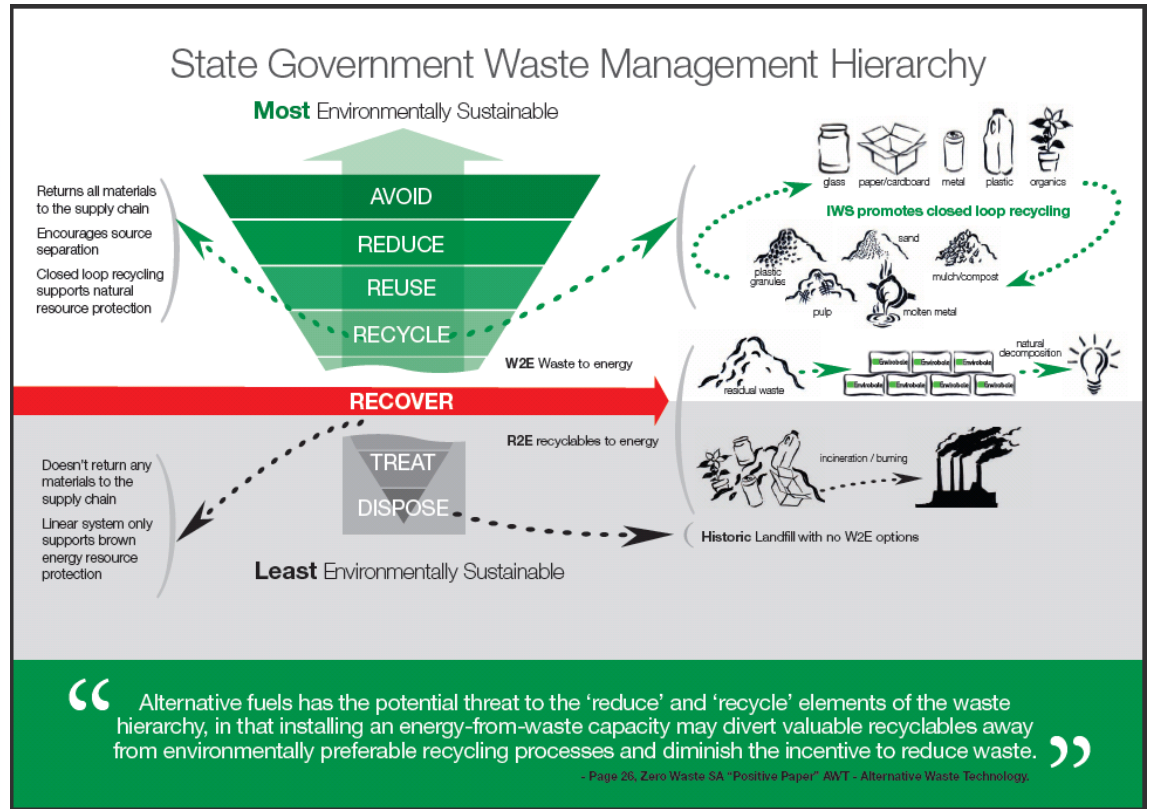 State Government Waste Management Hierarchy
Most Environmentally Sustainable
Returns all materials
to the supply chain
Encourages source
separation
Closed loop recycling
supports natural
resource protection
AVOID
REDUCE
REUSE
RECYCLE
glass
paper/cardboard
metal
plastic
organics
IWS promotes closed loop recycling
plastic
granules
sand
mulch/compost
pulp
molten metal
W2E Waste to energy
residual waste
Envirobale
Envirobale
Envirobale
Envirobale
Envirobale
Envirobale
Envirobale
natural
decomposition
RECOVER
R2E recyclables to energy
incineration / burning
Doesn't return any
materials to the
supply chain
Linear system only
supports brown
energy resource
protection
TREAT
DISPOSE
Historic Landfill with no W2E options
Least Environmentally Sustainable
“ Alternative fuels has the potential threat to the ‘reduce’ and ‘recycle’ elements of the waste
hierarchy, in that installing an energy-from-waste capacity may divert valuable recyclables away
from environmentally preferable recycling processes and diminish the incentive to reduce waste. ”
- Page 26, Zero Waste SA “Positive Paper” AWT - Alternative Waste Technology.